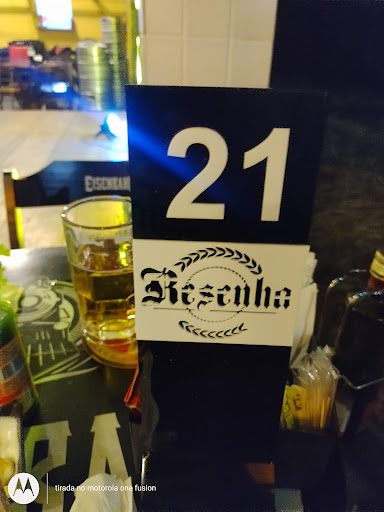 21
EISENBAHN
Resenha
tirada no motorola one fusion